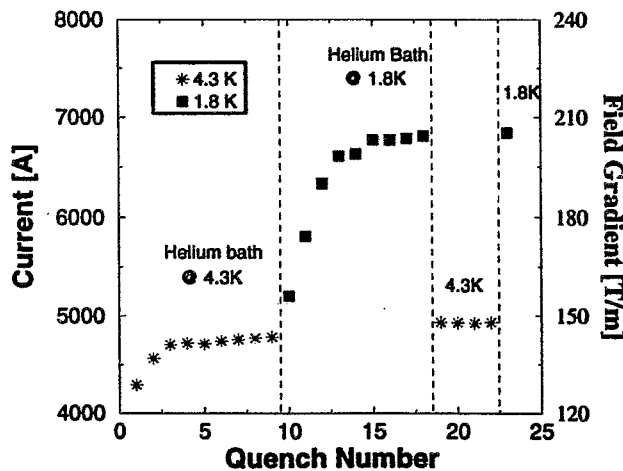 8000
7000
6000
5000
4000
Current [A]
240
210
180
150
120
Field Gradient [T/m]
✳ 4.3 K
■ 1.8 K
Helium Bath
@ 1.8K
1.8K
Helium bath
@ 4.3K
4.3K
0 5 10 15 20 25
Quench Number